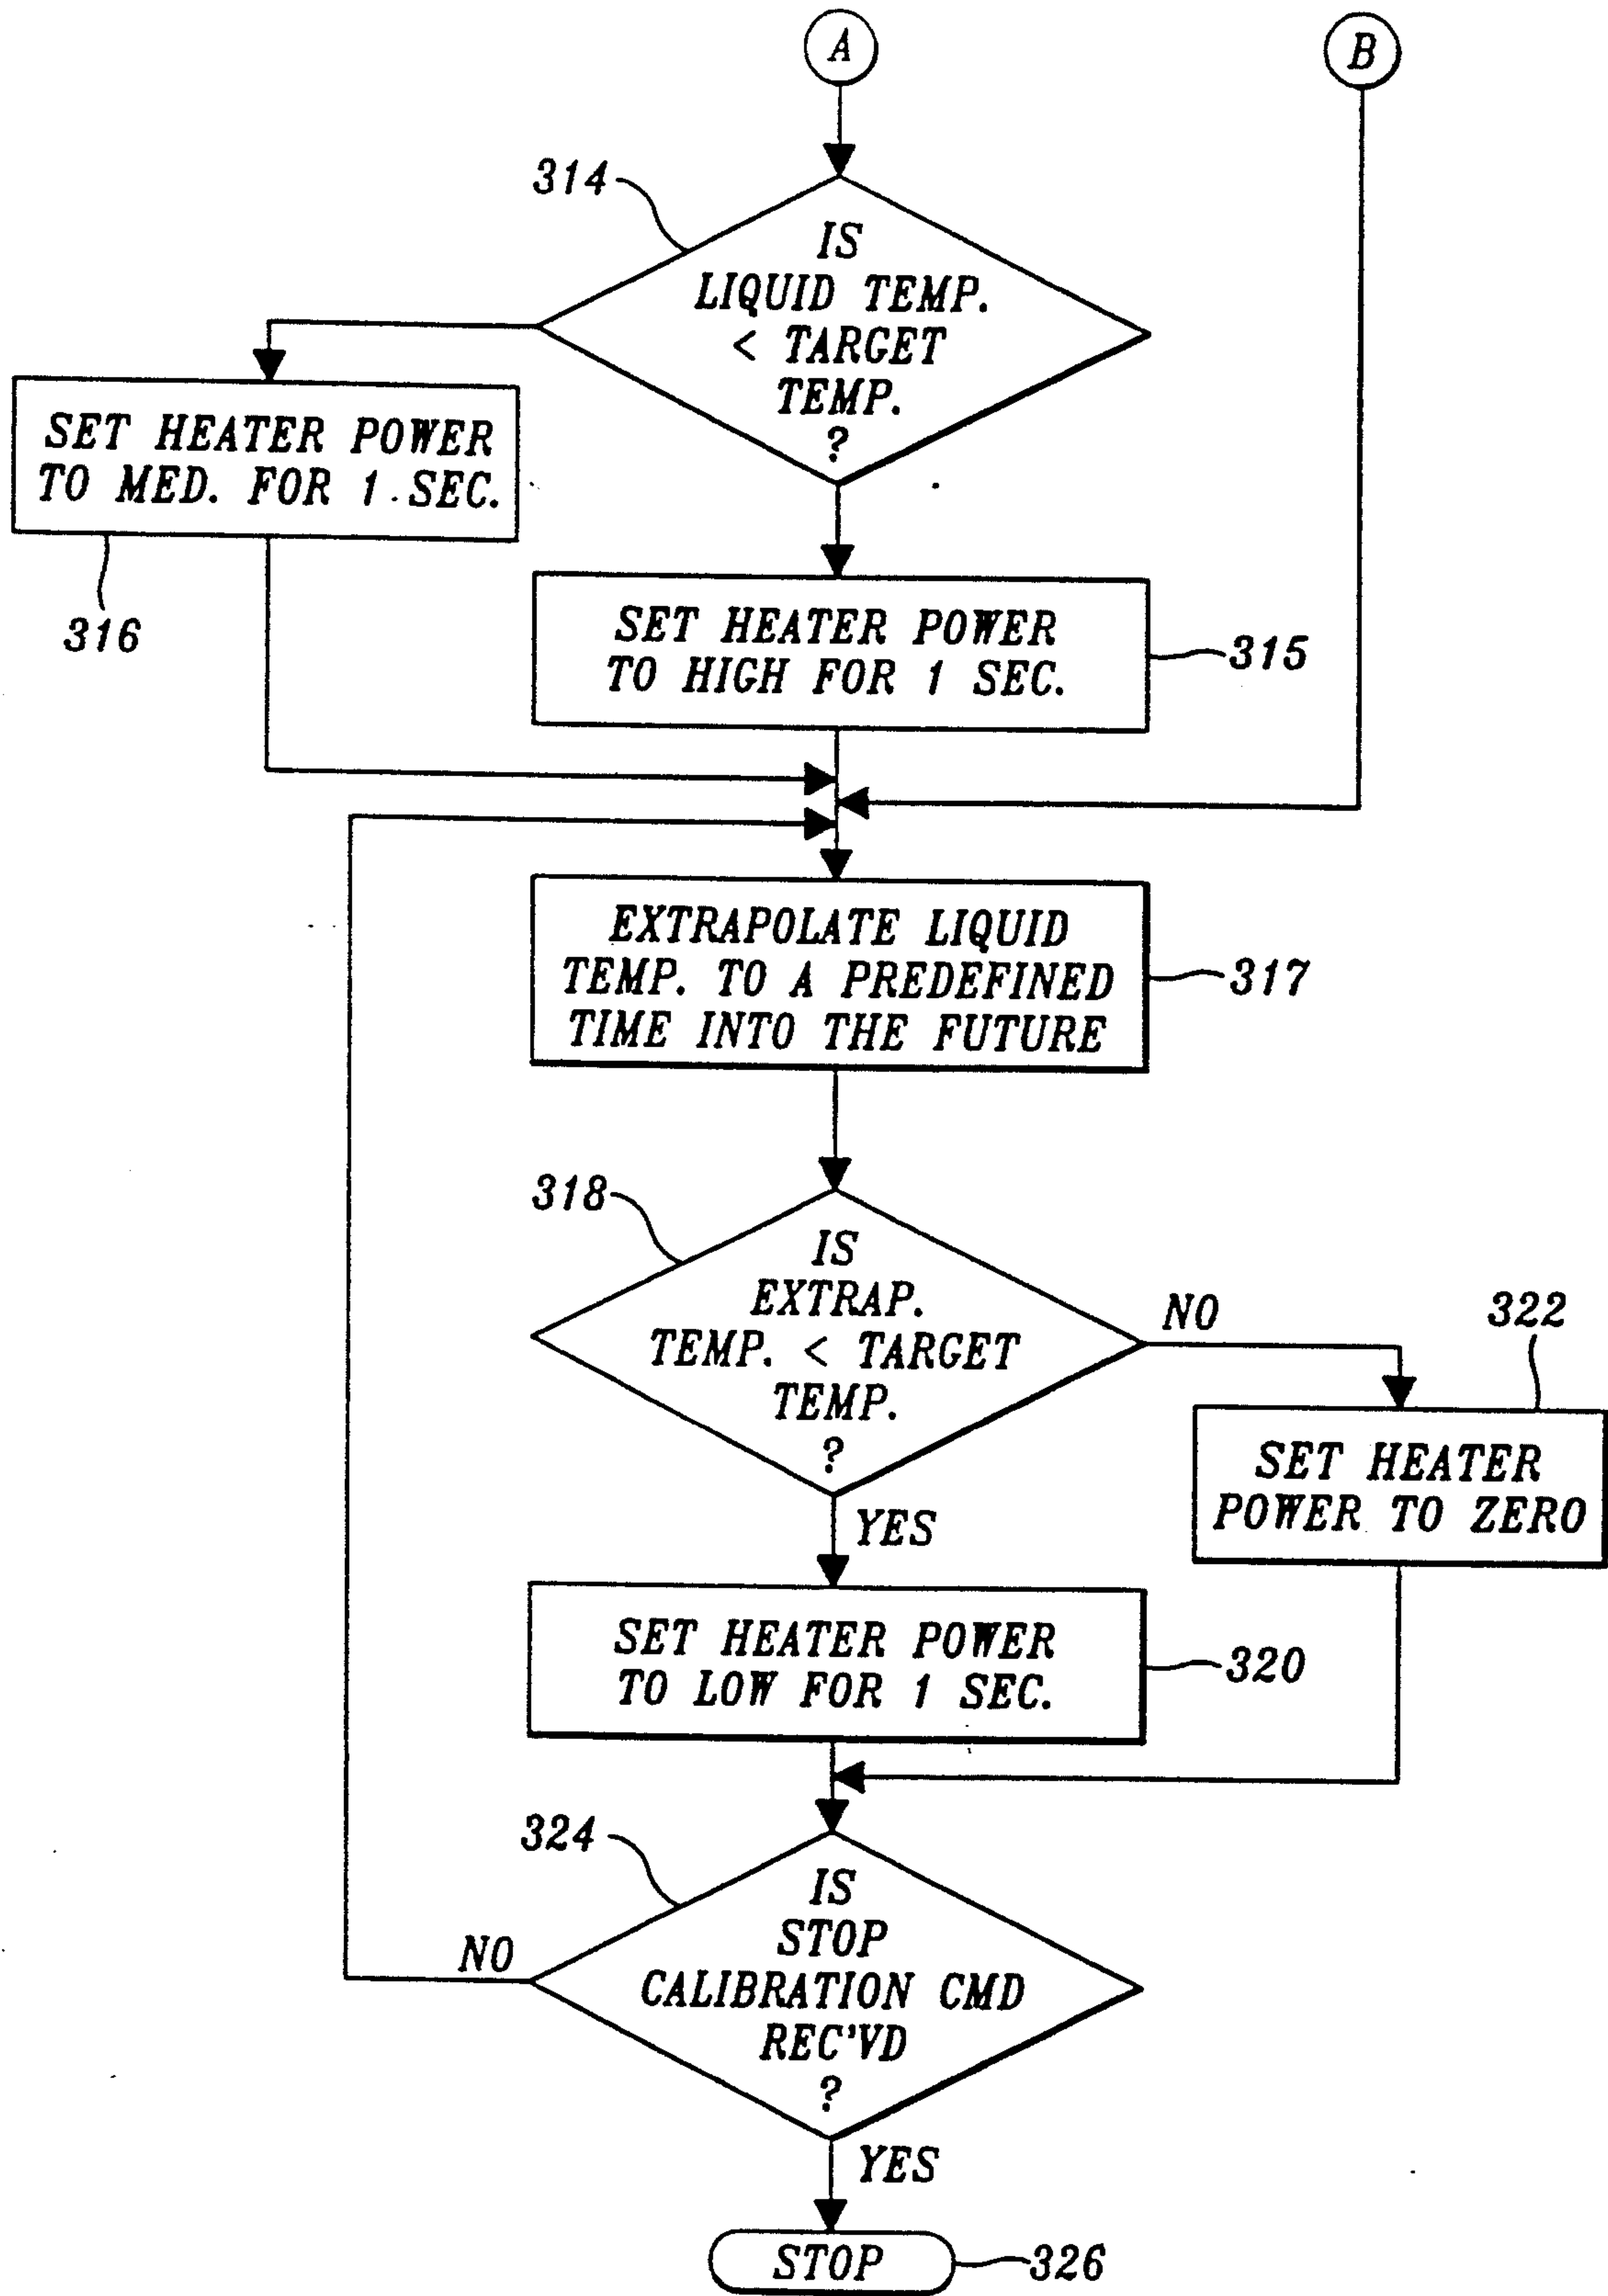 A
B
314
IS
LIQUID TEMP.
< TARGET
TEMP.
?
SET HEATER POWER
TO MED. FOR 1 SEC.
316
SET HEATER POWER
TO HIGH FOR 1 SEC.
315
EXTRAPOLATE LIQUID
TEMP. TO A PREDEFINED
TIME INTO THE FUTURE
317
318
IS
EXTRAP.
TEMP. < TARGET
TEMP.
?
NO
322
SET HEATER
POWER TO ZERO
YES
SET HEATER POWER
TO LOW FOR 1 SEC.
320
324
IS
STOP
CALIBRATION CMD
REC'VD
?
NO
YES
STOP
326